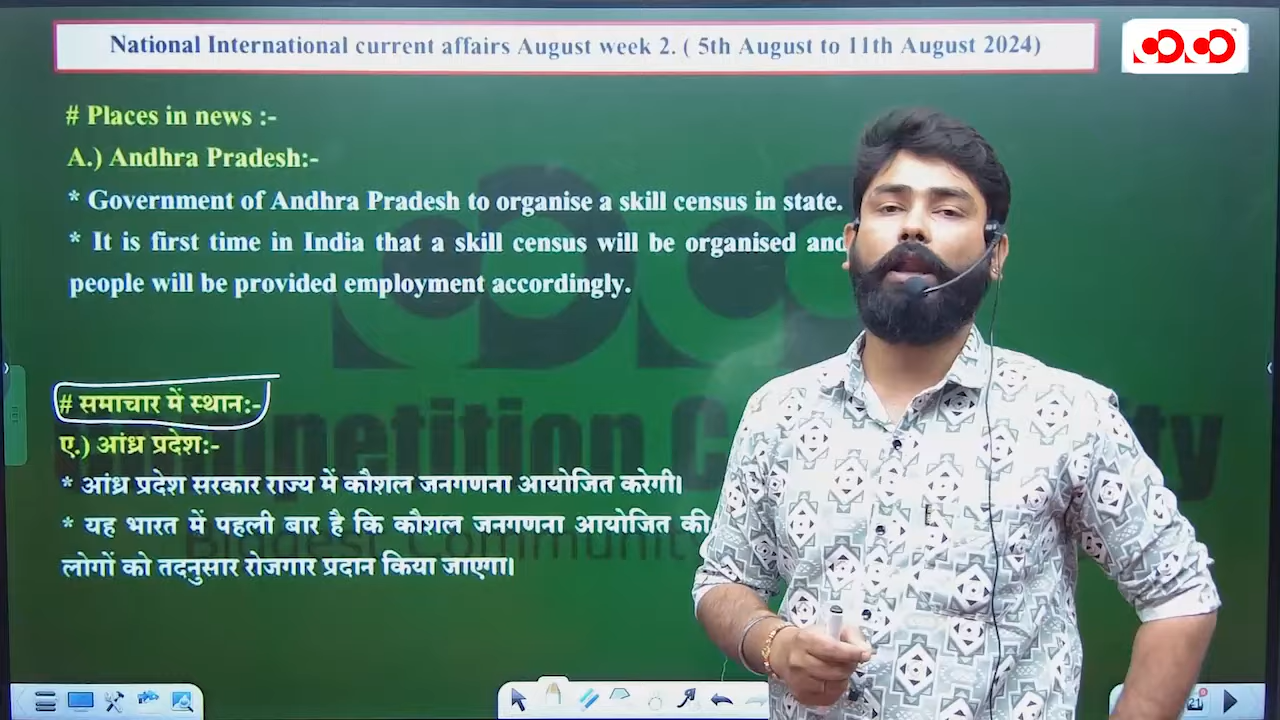 National International current affairs August week 2. ( 5th August to 11th August 2024)
# Places in news :-
A.) Andhra Pradesh:-
* Government of Andhra Pradesh to organise a skill census in state.
* It is first time in India that a skill census will be organised and
people will be provided employment accordingly.
# समाचार में स्थान:-
ए.) आंध्र प्रदेश:-
* आंध्र प्रदेश सरकार राज्य में कौशल जनगणना आयोजित करेगी।
* यह भारत में पहली बार है कि कौशल जनगणना आयोजित की
लोगों को तदनुसार रोजगार प्रदान किया जाएगा।
21